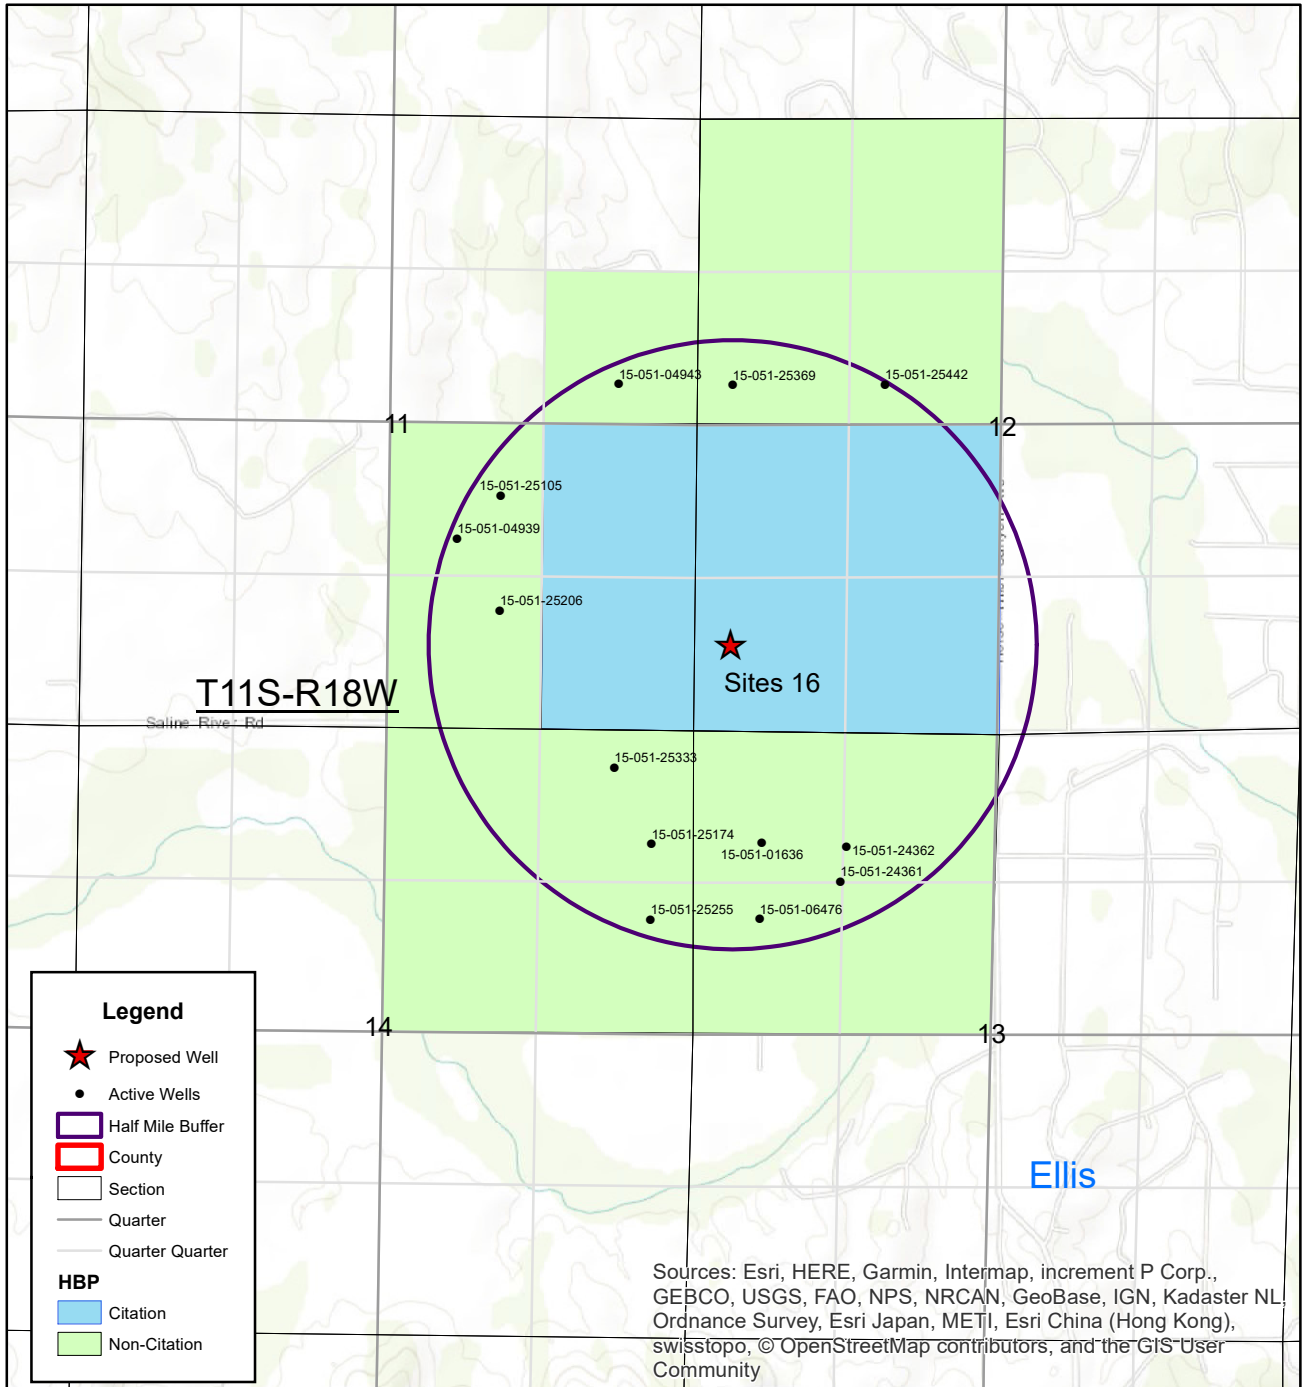 15-051-04943
15-051-25369
15-051-25442
11
12
15-051-25105
15-051-04939
15-051-25206
Sites 16
T11S-R18W
Saline River Rd
15-051-25333
15-051-25174
15-051-01636
15-051-24362
15-051-24361
15-051-25255
15-051-06476
14
13
Ellis
Legend
Proposed Well
Active Wells
Half Mile Buffer
County
Section
Quarter
Quarter Quarter
HBP
Citation
Non-Citation
Sources: Esri, HERE, Garmin, Intermap, increment P Corp.,
GEBCO, USGS, FAO, NPS, NRCAN, GeoBase, IGN, Kadaster NL,
Ordnance Survey, Esri Japan, METI, Esri China (Hong Kong),
swisstopo, © OpenStreetMap contributors, and the GIS User
Community